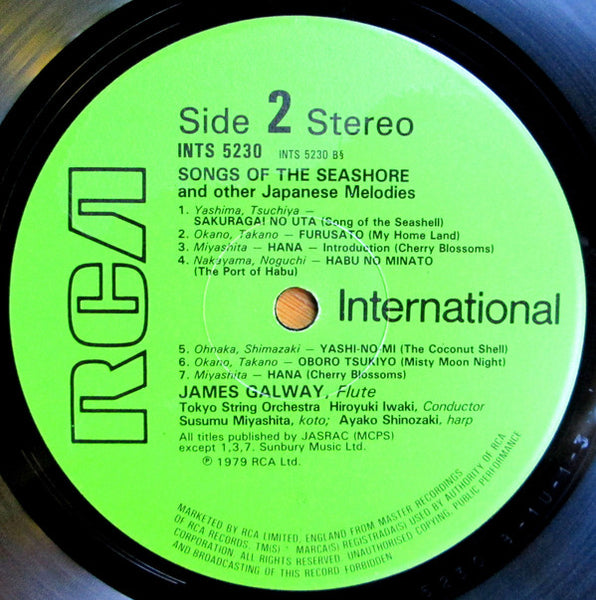 RCA
Side 2 Stereo
INTS 5230 INTS 5230 B§
SONGS OF THE SEASHORE
and other Japanese Melodies
1. Yashima, Tsuchiya –
SAKURAGA! NO UTA (Song of the Seashell)
2. Okano, Takano – FURUSATO (My Home Land)
3. Miyashita – HANA – Introduction (Cherry Blossoms)
4. Nakayama, Noguchi – HABU NO MINATO
(The Port of Habu)
International
5. Ohnaka, Shimazaki – YASHI-NO-MI (The Coconut Shell)
6. Okano, Takano – OBORO TSUKIYO (Misty Moon Night)
7. Miyashita – HANA (Cherry Blossoms)
JAMES GALWAY, Flute
Tokyo String Orchestra Hiroyuki Iwaki, Conductor
Susumu Miyashita, koto; Ayako Shinozaki, harp
All titles published by JASRAC (MCPS)
except 1,3,7. Sunbury Music Ltd.
℗ 1979 RCA Ltd.
MARKETED BY RCA LIMITED, ENGLAND FROM MASTER RECORDINGS
OF RCA RECORDS, TM(S) ® MARCA(S) REGISTRADA(S) USED BY AUTHORITY OF RCA
CORPORATION. ALL RIGHTS RESERVED. UNAUTHORISED COPYING, PUBLIC PERFORMANCE
AND BROADCASTING OF THIS RECORD FORBIDDEN